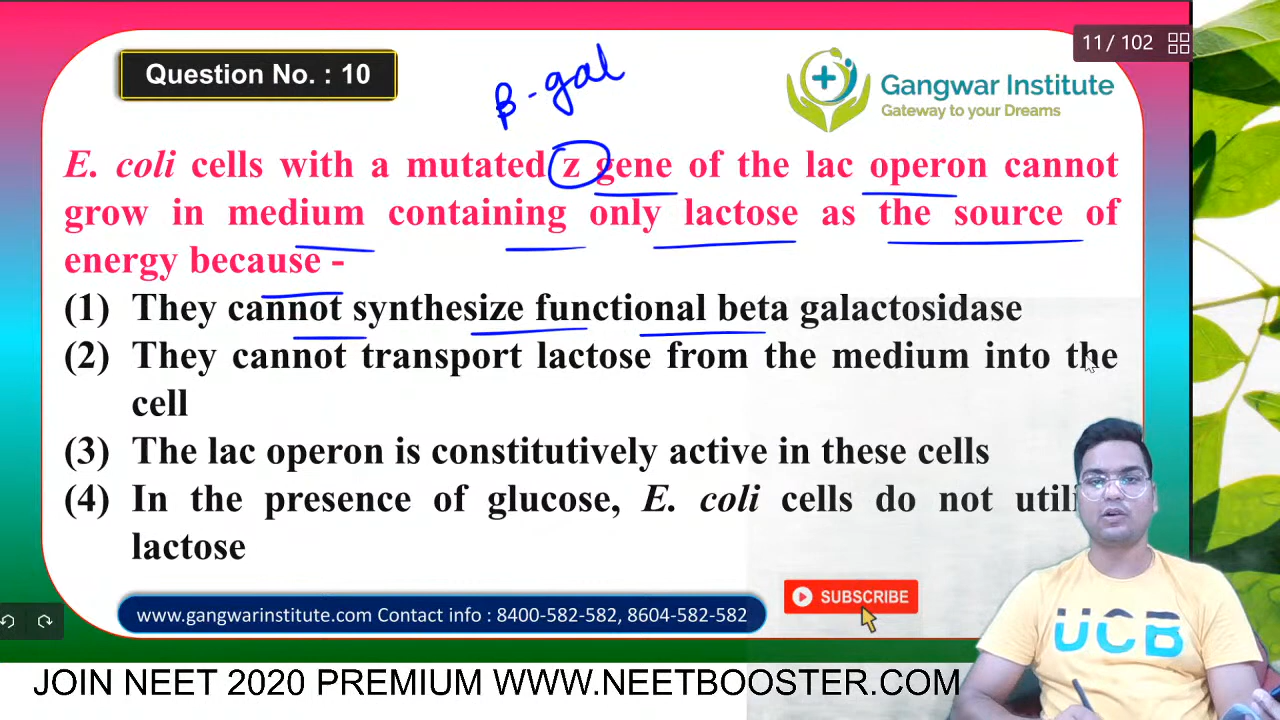 11 / 102
Question No. : 10
β-gal
Gangwar Institute
Gateway to your Dreams
E. coli cells with a mutated z gene of the lac operon cannot
grow in medium containing only lactose as the source of
energy because -
(1) They cannot synthesize functional beta galactosidase
(2) They cannot transport lactose from the medium into the
cell
(3) The lac operon is constitutively active in these cells
(4) In the presence of glucose, E. coli cells do not
lactose
SUBSCRIBE
www.gangwarinstitute.com Contact info : 8400-582-582, 8604-582-582
UCB
JOIN NEET 2020 PREMIUM WWW.NEETBOOSTER.COM